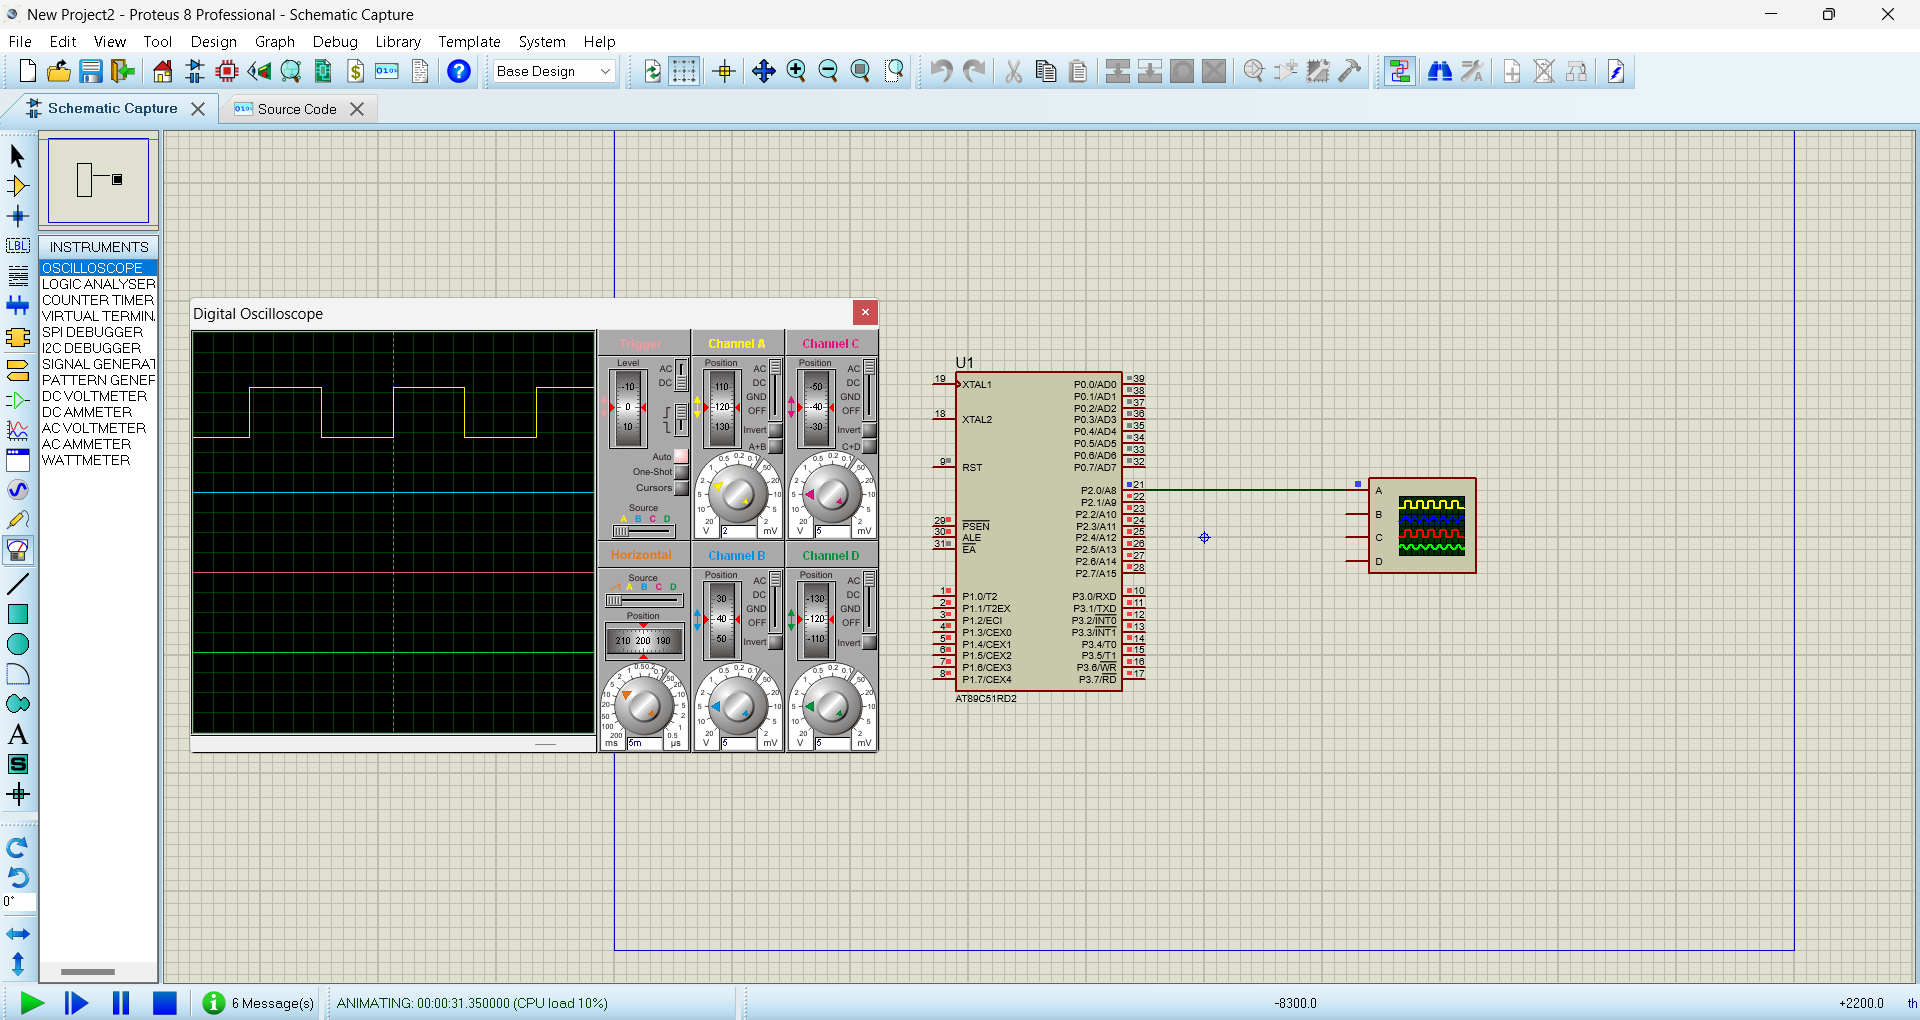 New Project2 - Proteus 8 Professional - Schematic Capture
File Edit View Tool Design Graph Debug Library Template System Help
Base Design
Schematic Capture
Source Code
INSTRUMENTS
OSCILLOSCOPE
LOGIC ANALYSER
COUNTER TIMER
VIRTUAL TERMIN
SPI DEBUGGER
I2C DEBUGGER
SIGNAL GENERAT
PATTERN GENEF
DC VOLTMETER
DC AMMETER
AC VOLTMETER
AC AMMETER
WATTMETER
LBL
A
S
0°
Digital Oscilloscope
Trigger
Level
AC
DC
-10
0
10
Auto
One-Shot
Cursors
Source
A B C D
Channel A
Position
AC
DC
GND
OFF
110
-120
-130
Invert
A+B
V 2 mV
Channel C
Position
AC
DC
GND
OFF
-50
-40
-30
Invert
C+D
V 5 mV
Horizontal
Source
A B C D
Position
210 200 190
ms 5m µs
Channel B
Position
AC
DC
GND
OFF
30
40
50
Invert
V 5 mV
Channel D
Position
AC
DC
GND
OFF
-130
-120
-110
Invert
V 5 mV
U1
19 XTAL1
18 XTAL2
9 RST
29 PSEN
30 ALE
31 EA
1 P1.0/T2
2 P1.1/T2EX
3 P1.2/ECI
4 P1.3/CEX0
5 P1.4/CEX1
6 P1.5/CEX2
7 P1.6/CEX3
8 P1.7/CEX4
P0.0/AD0 39
P0.1/AD1 38
P0.2/AD2 37
P0.3/AD3 36
P0.4/AD4 35
P0.5/AD5 34
P0.6/AD6 33
P0.7/AD7 32
P2.0/A8 21
P2.1/A9 22
P2.2/A10 23
P2.3/A11 24
P2.4/A12 25
P2.5/A13 26
P2.6/A14 27
P2.7/A15 28
P3.0/RXD 10
P3.1/TXD 11
P3.2/INT0 12
P3.3/INT1 13
P3.4/T0 14
P3.5/T1 15
P3.6/WR 16
P3.7/RD 17
AT89C51RD2
A
B
C
D
6 Message(s)
ANIMATING: 00:00:31.350000 (CPU load 10%)
-8300.0
+2200.0
th